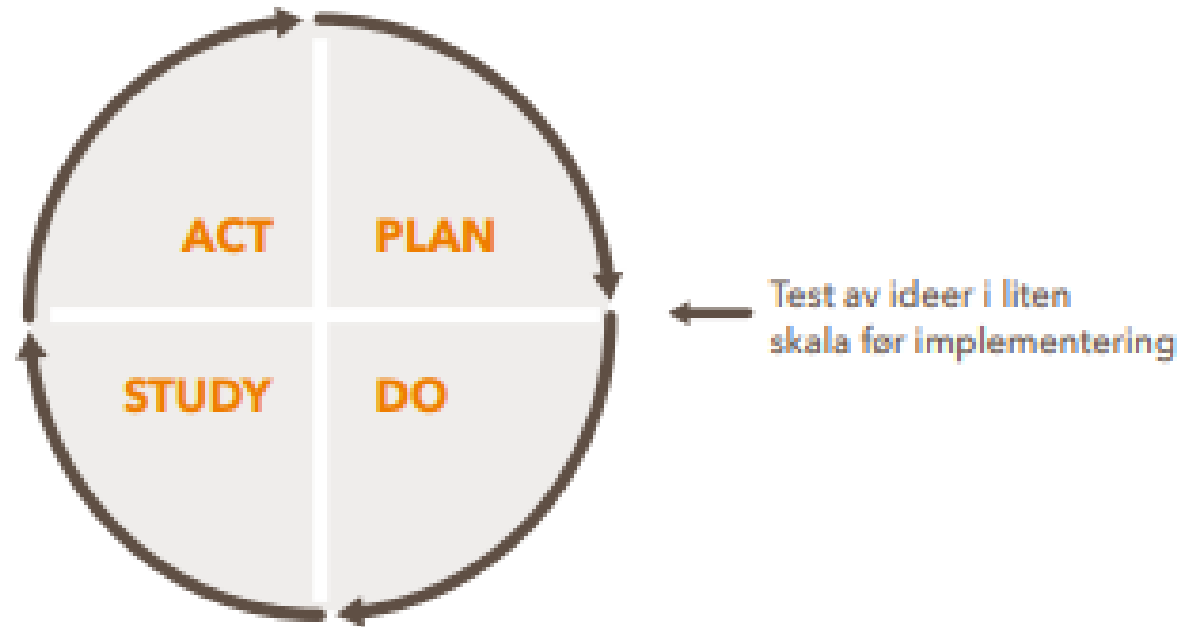 ACT PLAN
Test av ideer i liten
skala før implementering
STUDY DO